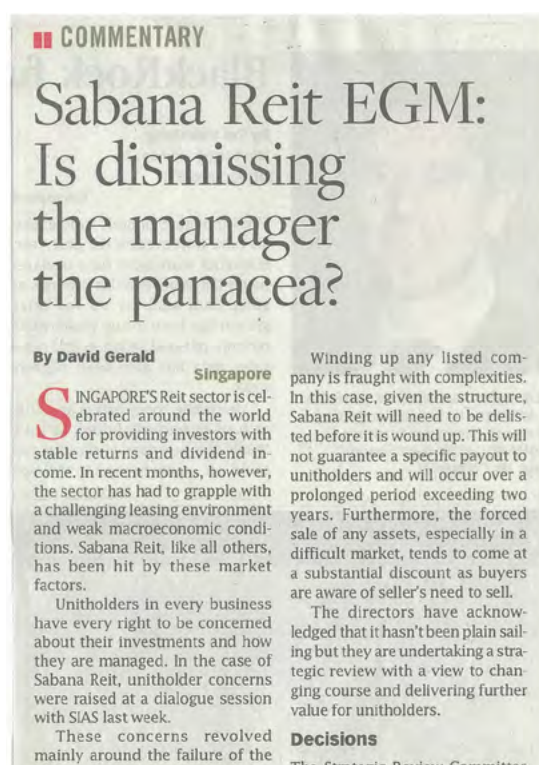 COMMENTARY
Sabana Reit EGM:
Is dismissing
the manager
the panacea?
By David Gerald
Singapore
SINGAPORE'S Reit sector is cel-
ebrated around the world
for providing investors with
stable returns and dividend in-
come. In recent months, however,
the sector has had to grapple with
a challenging leasing environment
and weak macroeconomic condi-
tions. Sabana Reit, like all others,
has been hit by these market
factors.
Unitholders in every business
have every right to be concerned
about their investments and how
they are managed. In the case of
Sabana Reit, unitholder concerns
were raised at a dialogue session
with SIAS last week.
These concerns revolved
mainly around the failure of the
Winding up any listed com-
pany is fraught with complexities.
In this case, given the structure,
Sabana Reit will need to be delis-
ted before it is wound up. This will
not guarantee a specific payout to
unitholders and will occur over a
prolonged period exceeding two
years. Furthermore, the forced
sale of any assets, especially in a
difficult market, tends to come at
a substantial discount as buyers
are aware of seller's need to sell.
The directors have acknow-
ledged that it hasn't been plain sail-
ing but they are undertaking a stra-
tegic review with a view to chan-
ging course and delivering further
value for unitholders.
Decisions
The Strategic Review Committee